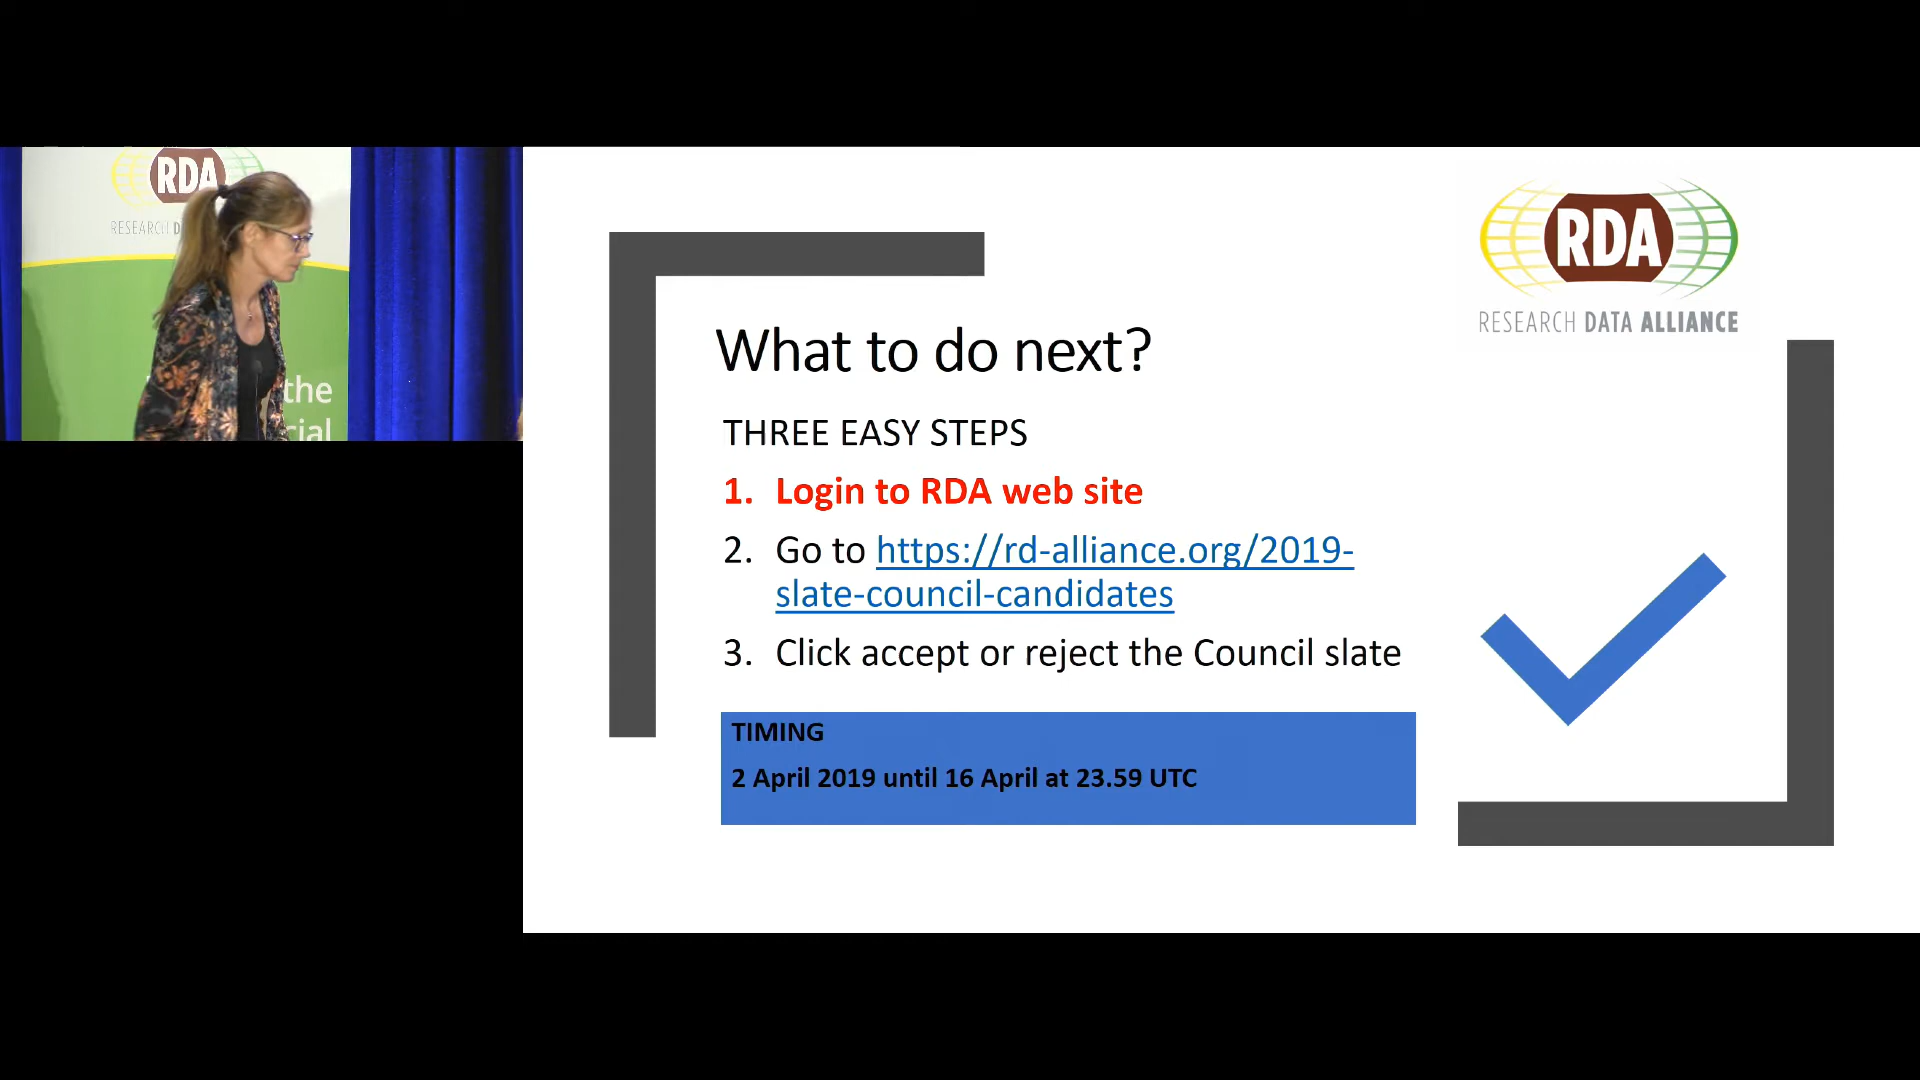 RDA
RESEARCH D
the
cial
RDA
RESEARCH DATA ALLIANCE
What to do next?
THREE EASY STEPS
1. Login to RDA web site
2. Go to https://rd-alliance.org/2019-
slate-council-candidates
3. Click accept or reject the Council slate
TIMING
2 April 2019 until 16 April at 23.59 UTC